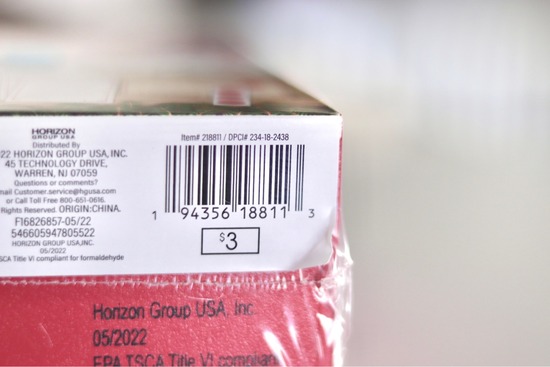 HORIZON
GROUP USA
Distributed By
22 HORIZON GROUP USA, INC.
45 TECHNOLOGY DRIVE,
WARREN, NJ 07059
Questions or comments?
mail Customer.service@hgusa.com
or Call Toll Free 800-651-0616.
Rights Reserved. ORIGIN:CHINA.
F16826857-05/22
546605947805522
HORIZON GROUP USA,INC.
05/2022
SCA Title VI compliant for formaldehyde
Item# 218811 / DPCI# 234-18-2438
1 94356 18811 3
$3
Horizon Group USA, Inc
05/2022
EPA TSCA Title VI complian